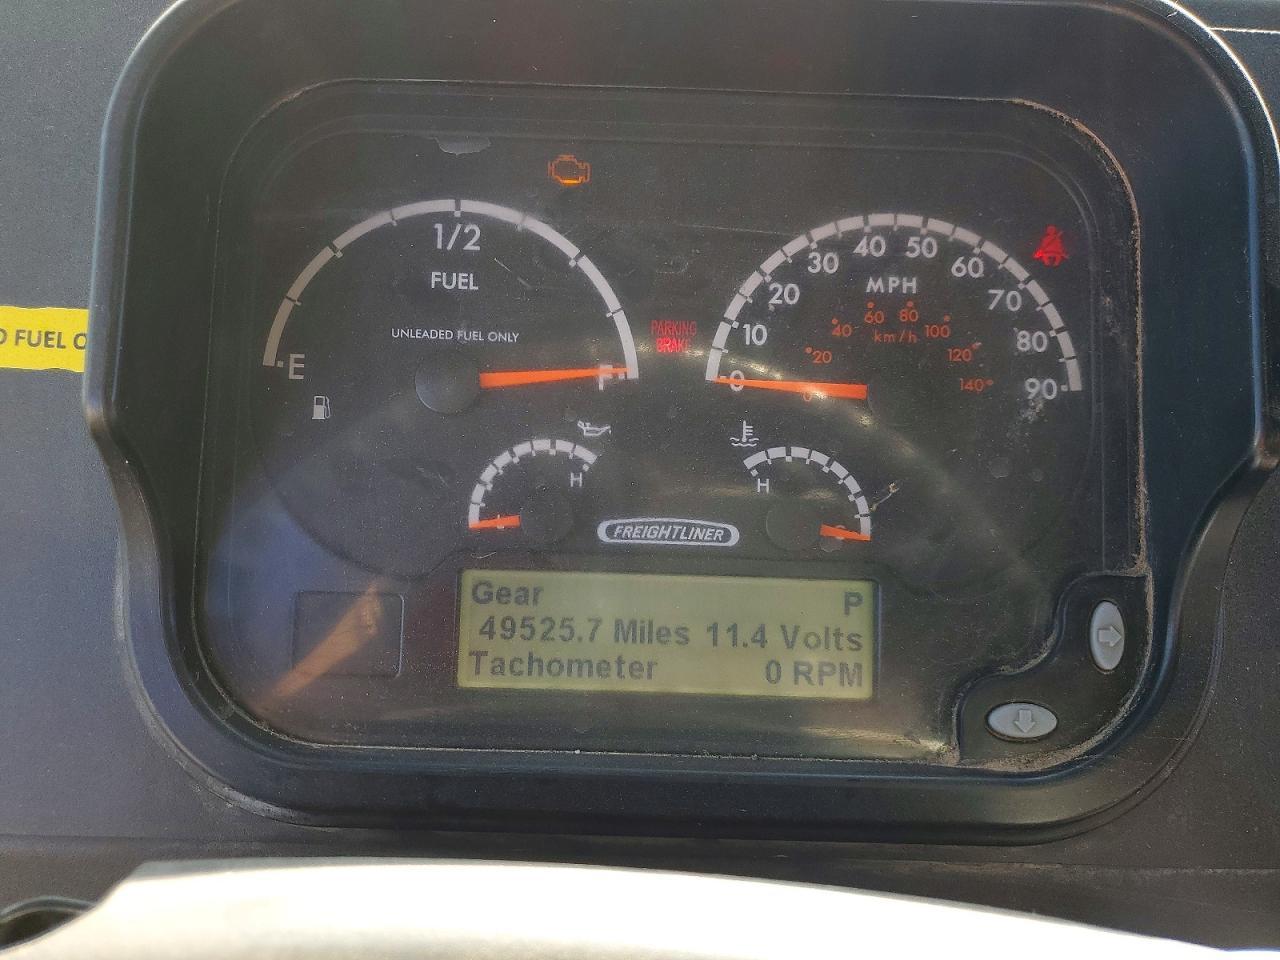 D FUEL O
1/2
FUEL
UNLEADED FUEL ONLY
E
F
PARKING
BRAKE
0
10
20
30
40
50
60
70
80
90
MPH
20
40
60
80
100
120
140
km/h
0
H
L
H
FREIGHTLINER
Gear P
49525.7 Miles 11.4 Volts
Tachometer 0 RPM